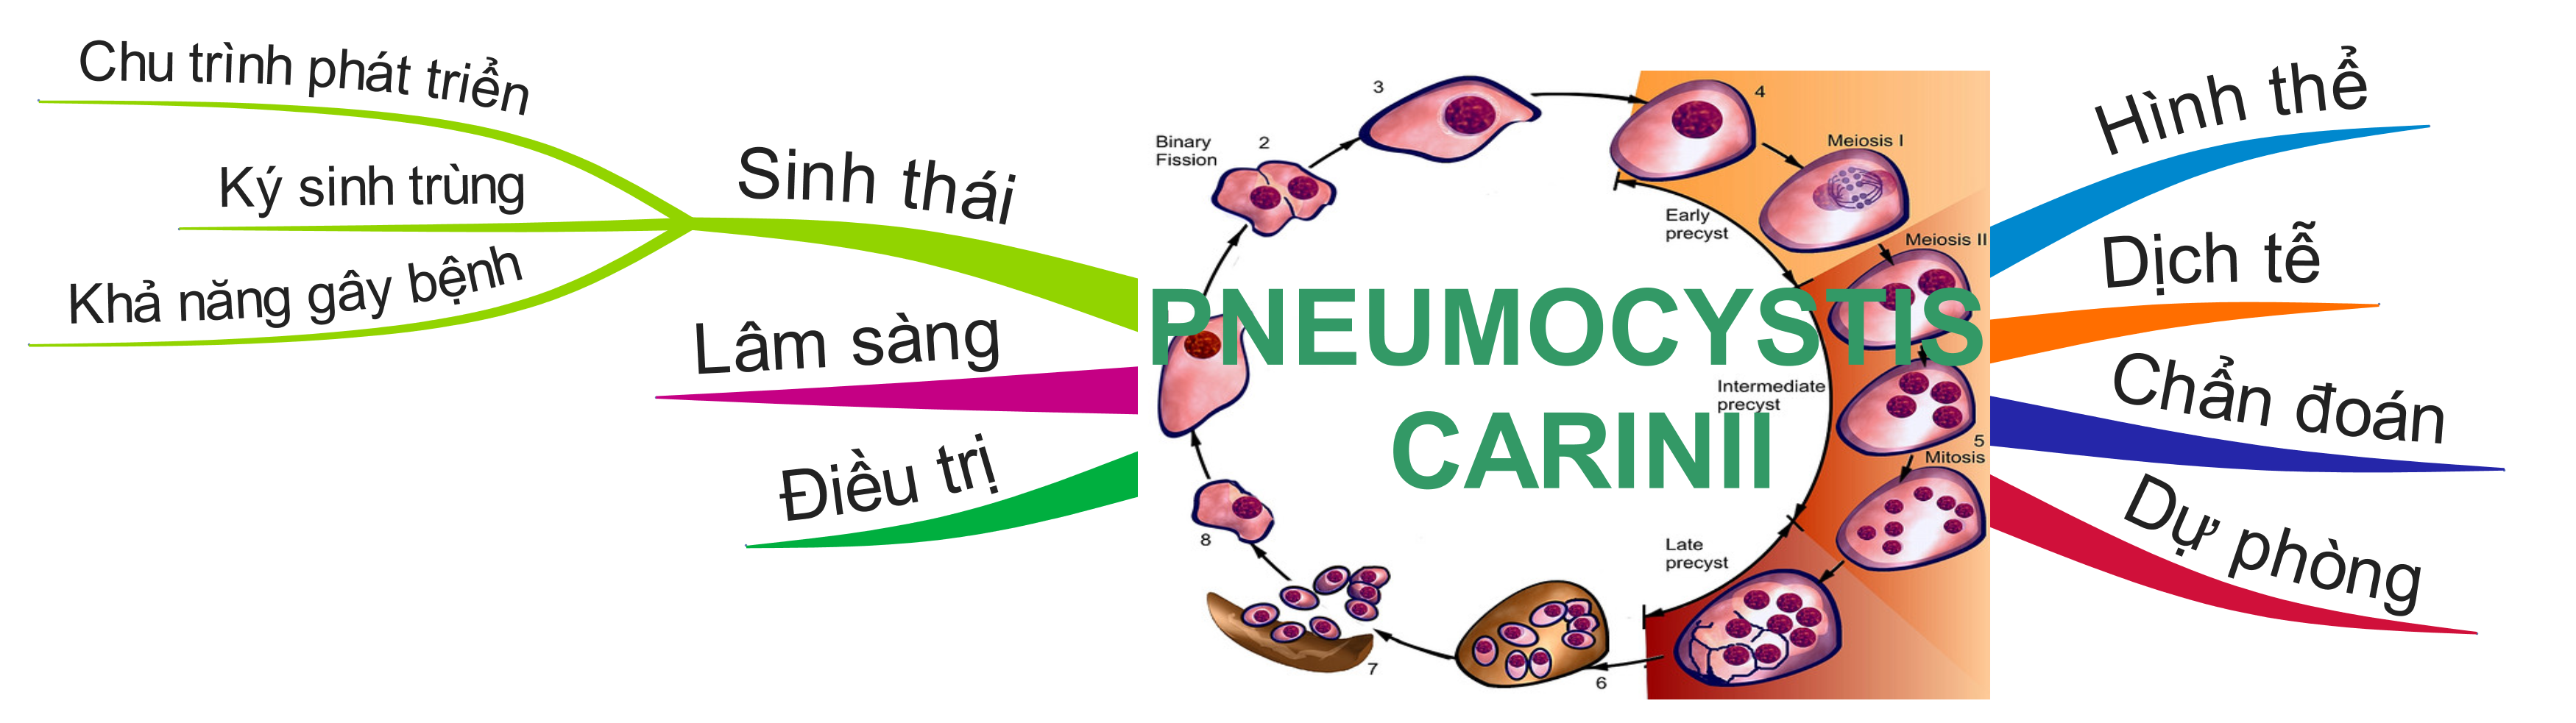 Chu trình phát triển
Ký sinh trùng
Khả năng gây bệnh
Sinh thái
Lâm sàng
Điều trị
3
4
Binary
Fission
2
Meiosis I
Early
precyst
Meiosis II
PNEUMOCYSTIS
CARINII
Intermediate
precyst
5
Mitosis
8
Late
precyst
7
6
Hình thể
Dịch tễ
Chẩn đoán
Dự phòng